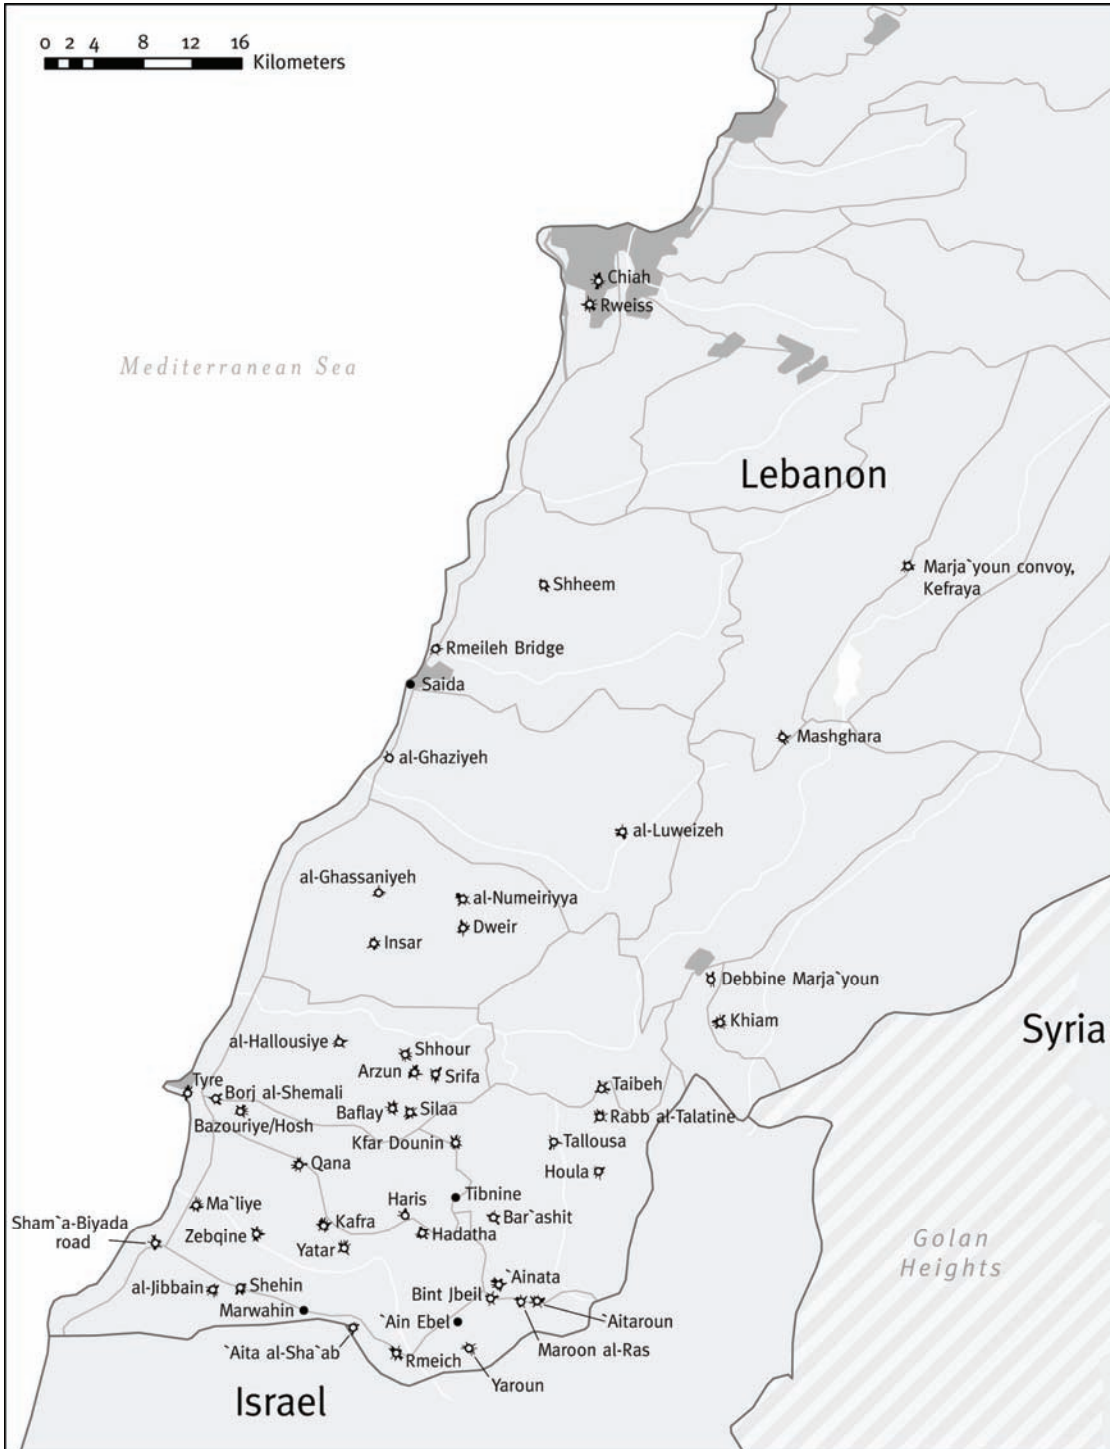 0 2 4 8 12 16
Kilometers
Chiah
Rweiss
Mediterranean Sea
Lebanon
Marja`youn convoy,
Kefraya
Shheem
Rmeileh Bridge
Saida
Mashghara
al-Ghaziyeh
al-Luweizeh
al-Ghassaniyeh
al-Numeiriyya
Dweir
Insar
Debbine Marja`youn
Khiam
Syria
al-Hallousiye
Shhour
Arzun
Srifa
Tyre
Taibeh
Borj al-Shemali
Baflay
Silaa
Rabb al-Talatine
Bazouriye/Hosh
Kfar Dounin
Tallousa
Qana
Houla
Tibnine
Ma`liye
Haris
Bar`ashit
Sham`a-Biyada
road
Kafra
Zebqine
Hadatha
Yatar
Golan
Heights
`Ainata
al-Jibbain
Shehin
Bint Jbeil
Marwahin
`Ain Ebel
`Aitaroun
Maroon al-Ras
`Aita al-Sha`ab
Rmeich
Yaroun
Israel